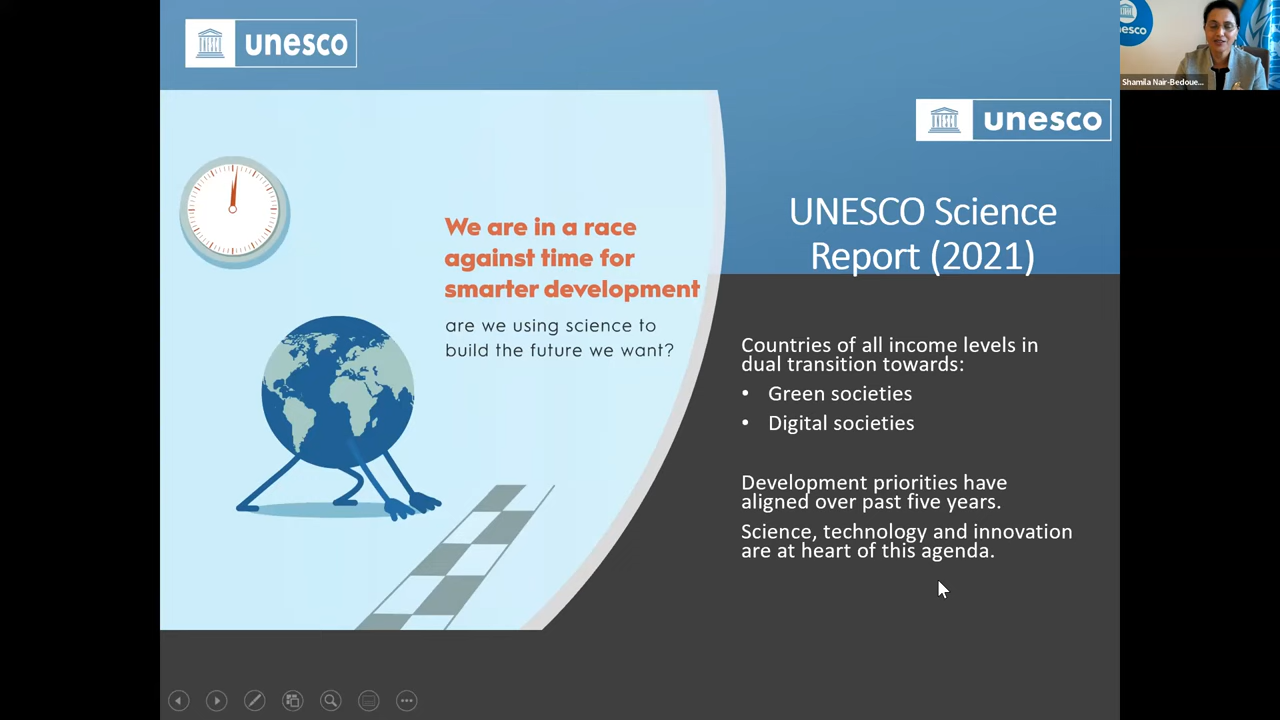 unesco
unesco
Shamila Nair-Bedoue...
unesco
We are in a race
against time for
smarter development
are we using science to
build the future we want?
UNESCO Science
Report (2021)
Countries of all income levels in
dual transition towards:
• Green societies
• Digital societies
Development priorities have
aligned over past five years.
Science, technology and innovation
are at heart of this agenda.